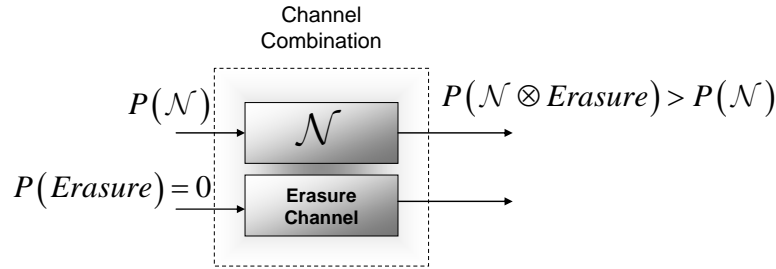 Channel
Combination
P(𝒩)
𝒩
P(𝒩 ⊗ Erasure) > P(𝒩)
P(Erasure) = 0
Erasure
Channel